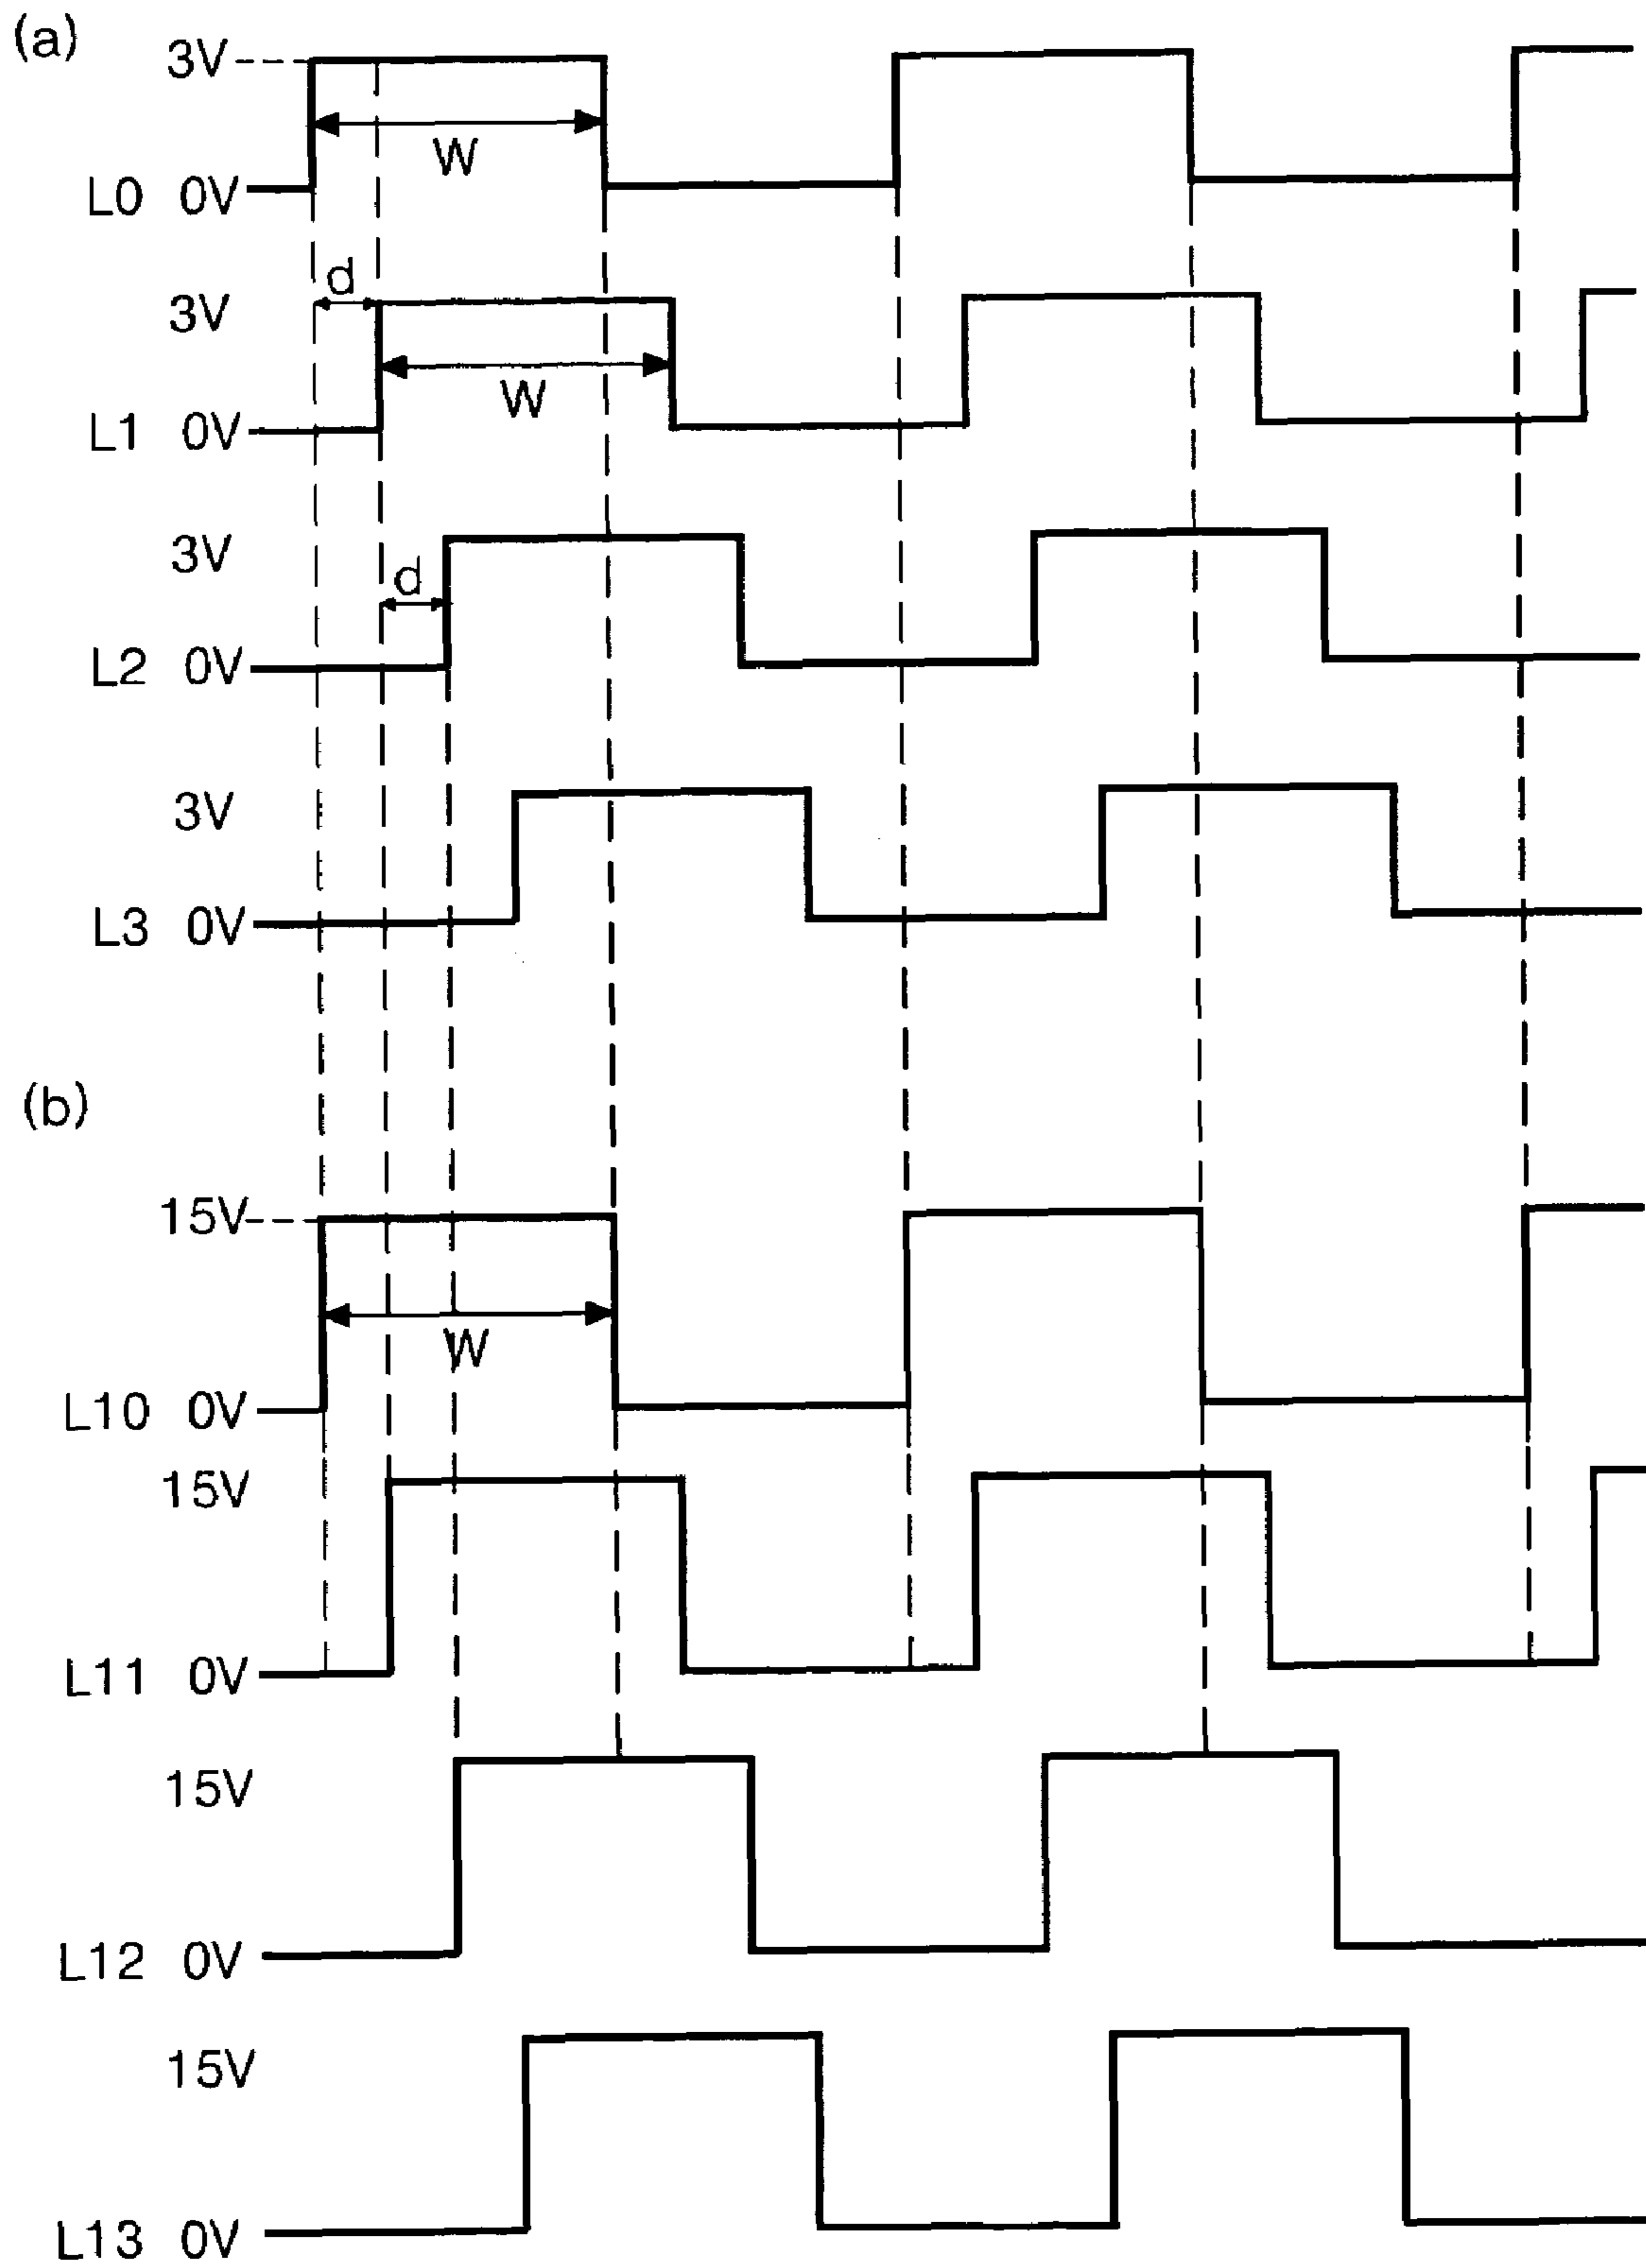 (a)
3V
W
L0 0V
d
3V
W
L1 0V
3V
d
L2 0V
3V
L3 0V
(b)
15V
W
L10 0V
15V
L11 0V
15V
L12 0V
15V
L13 0V